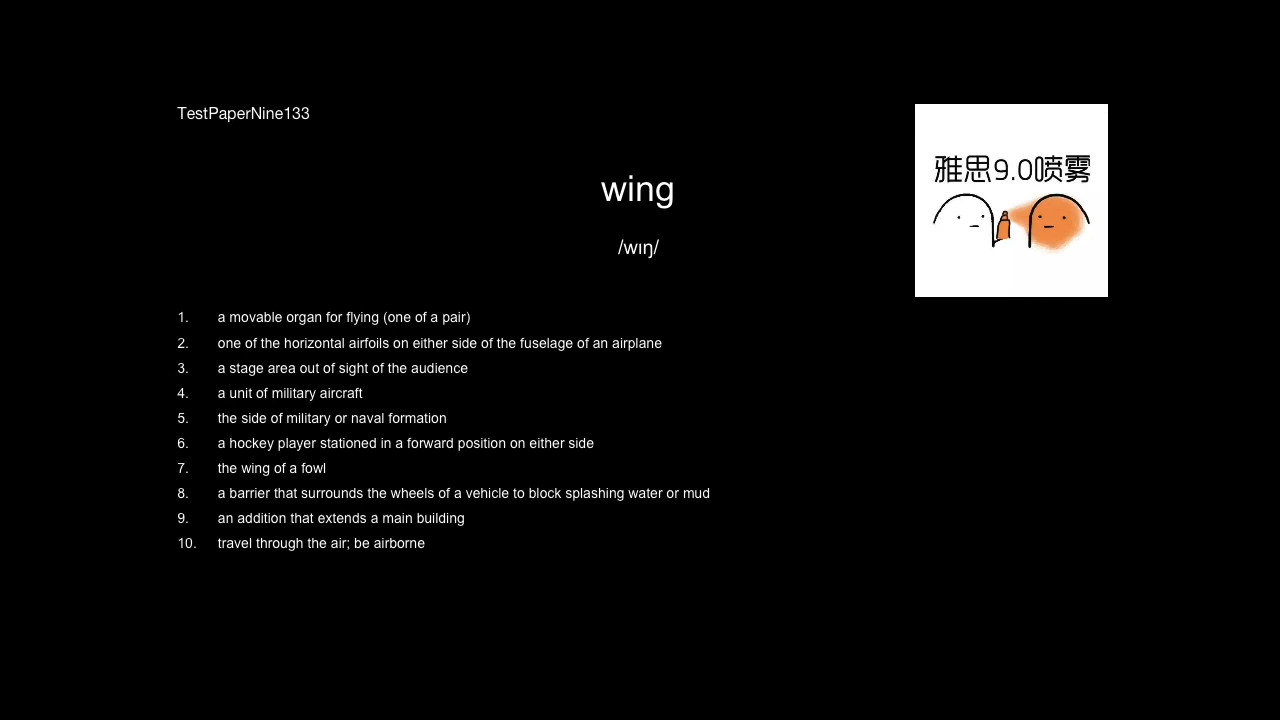 TestPaperNine133
雅思9.0喷雾
wing
/wıŋ/
1. a movable organ for flying (one of a pair)
2. one of the horizontal airfoils on either side of the fuselage of an airplane
3. a stage area out of sight of the audience
4. a unit of military aircraft
5. the side of military or naval formation
6. a hockey player stationed in a forward position on either side
7. the wing of a fowl
8. a barrier that surrounds the wheels of a vehicle to block splashing water or mud
9. an addition that extends a main building
10. travel through the air; be airborne